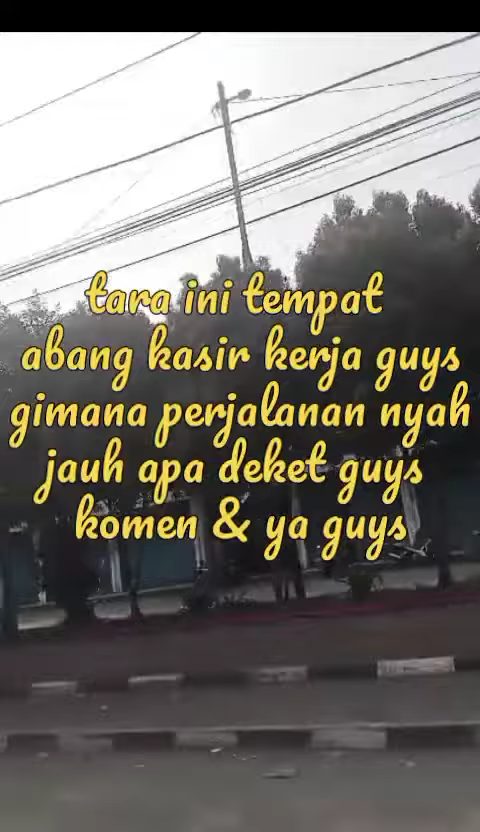 tara ini tempat
abang kasir kerja guys
gimana perjalanan nyah
jauh apa deket guys
komen & ya guys